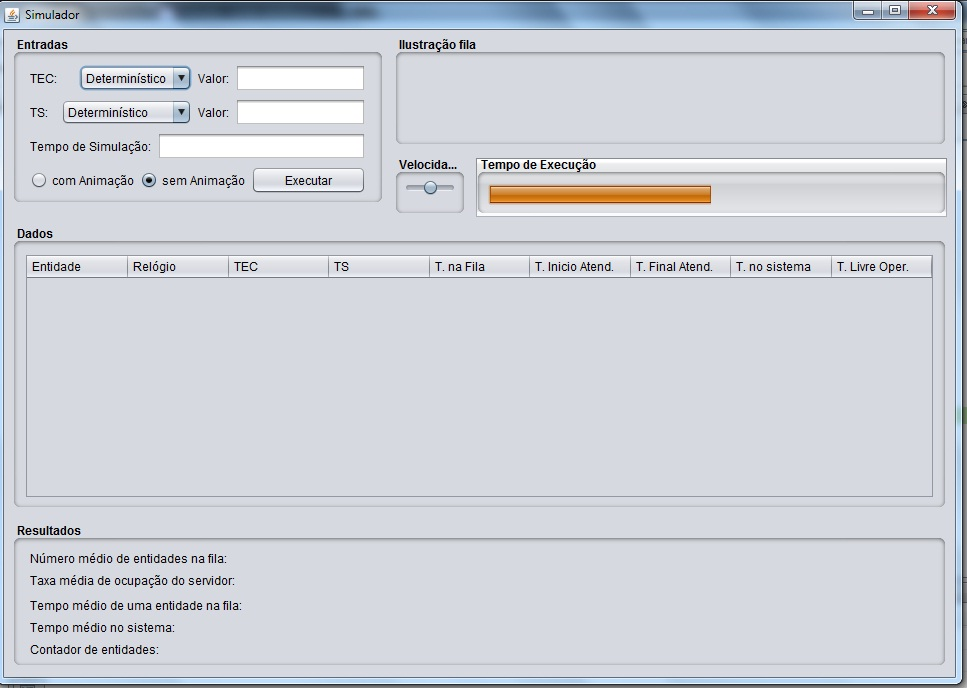 Simulador
Entradas
TEC: Determinístico Valor:
TS: Determinístico Valor:
Tempo de Simulação:
com Animação sem Animação Executar
Ilustração fila
Velocida... Tempo de Execução
Dados
Entidade Relógio TEC TS T. na Fila T. Inicio Atend. T. Final Atend. T. no sistema T. Livre Oper.
Resultados
Número médio de entidades na fila:
Taxa média de ocupação do servidor:
Tempo médio de uma entidade na fila:
Tempo médio no sistema:
Contador de entidades: